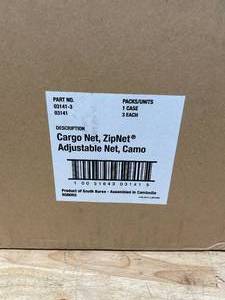 PART NO. PACKS/UNITS
03141-3 1 CASE
03141 3 EACH
DESCRIPTION
Cargo Net, ZipNet®
Adjustable Net, Camo
1 00 51643 03141 5
Product of South Korea - Assembled in Cambodia